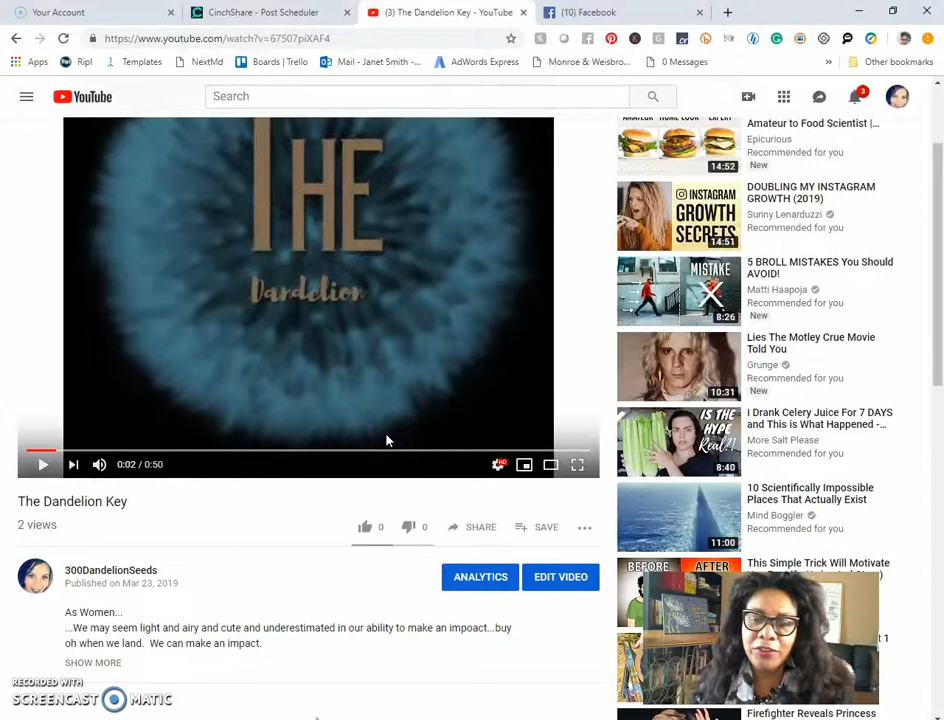 Your Account
CinchShare - Post Scheduler
(3) The Dandelion Key - YouTube
(10) Facebook
https://www.youtube.com/watch?v=67507piXAF4
Apps
Ripl
Templates
NextMd
Boards | Trello
Mail - Janet Smith -...
AdWords Express
Monroe & Weisbro...
0 Messages
»
Other bookmarks
YouTube
Search
3
THE
Dandelion
0:02 / 0:50
HD
The Dandelion Key
2 views
0
0
SHARE
SAVE
300DandelionSeeds
Published on Mar 23, 2019
ANALYTICS
EDIT VIDEO
As Women...
...We may seem light and airy and cute and underestimated in our ability to make an impoact...buy
oh when we land. We can make an impact.
SHOW MORE
RECORDED WITH
SCREENCAST MATIC
AMATEUR HOME COOK EXPERT
14:52
Amateur to Food Scientist |...
Epicurious
Recommended for you
New
INSTAGRAM
GROWTH
SECRETS
14:51
DOUBLING MY INSTAGRAM
GROWTH (2019)
Sunny Lenarduzzi
Recommended for you
MISTAKE
8:26
5 BROLL MISTAKES You Should
AVOID!
Matti Haapoja
Recommended for you
New
10:31
Lies The Motley Crue Movie
Told You
Grunge
Recommended for you
New
IS THE
HYPE
Real?!
8:40
I Drank Celery Juice For 7 DAYS
and This is What Happened -...
More Salt Please
Recommended for you
11:00
10 Scientifically Impossible
Places That Actually Exist
Mind Boggler
Recommended for you
BEFORE
AFTER
This Simple Trick Will Motivate
Firefighter Reveals Princess